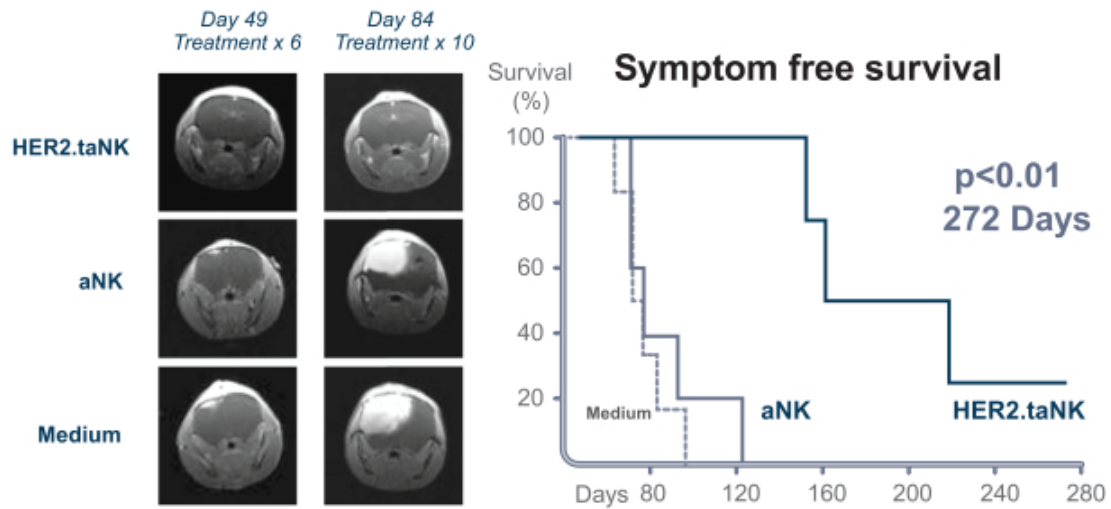 Day 49
Treatment x 6
Day 84
Treatment x 10
HER2.taNK
aNK
Medium
Symptom free survival
Survival
(%)
100
80
60
40
20
p<0.01
272 Days
Medium
aNK
HER2.taNK
Days 80 120 160 200 240 280